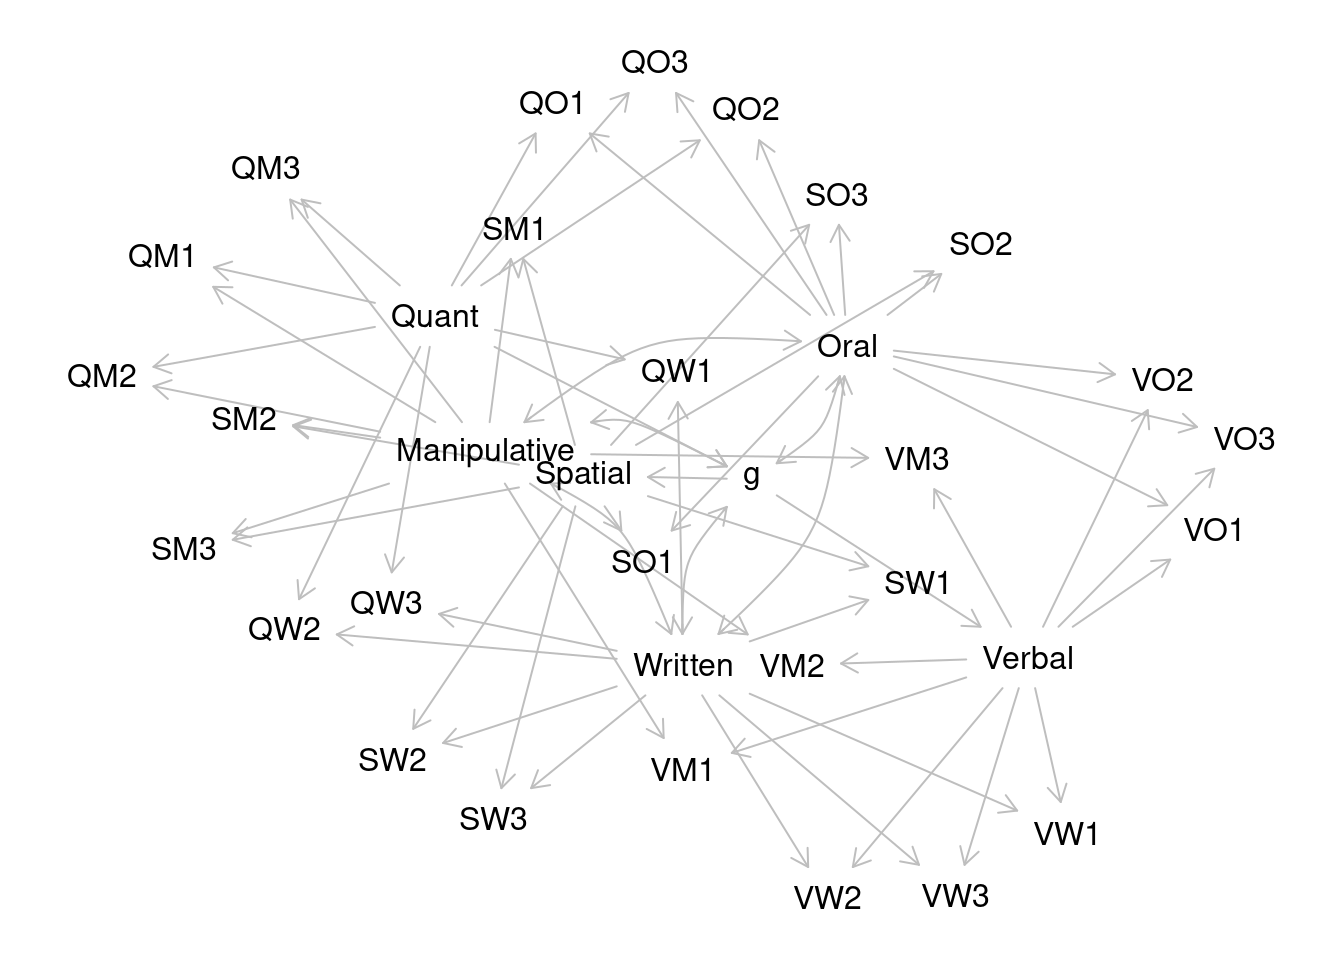 QO3
QO1
QO2
QM3
SO3
SM1
SO2
QM1
Quant
Oral
QW1
QM2
VO2
SM2
VO3
Manipulative
VM3
Spatial
g
VO1
SM3
SO1
SW1
QW3
QW2
Written
VM2
Verbal
SW2
VM1
SW3
VW1
VW2
VW3